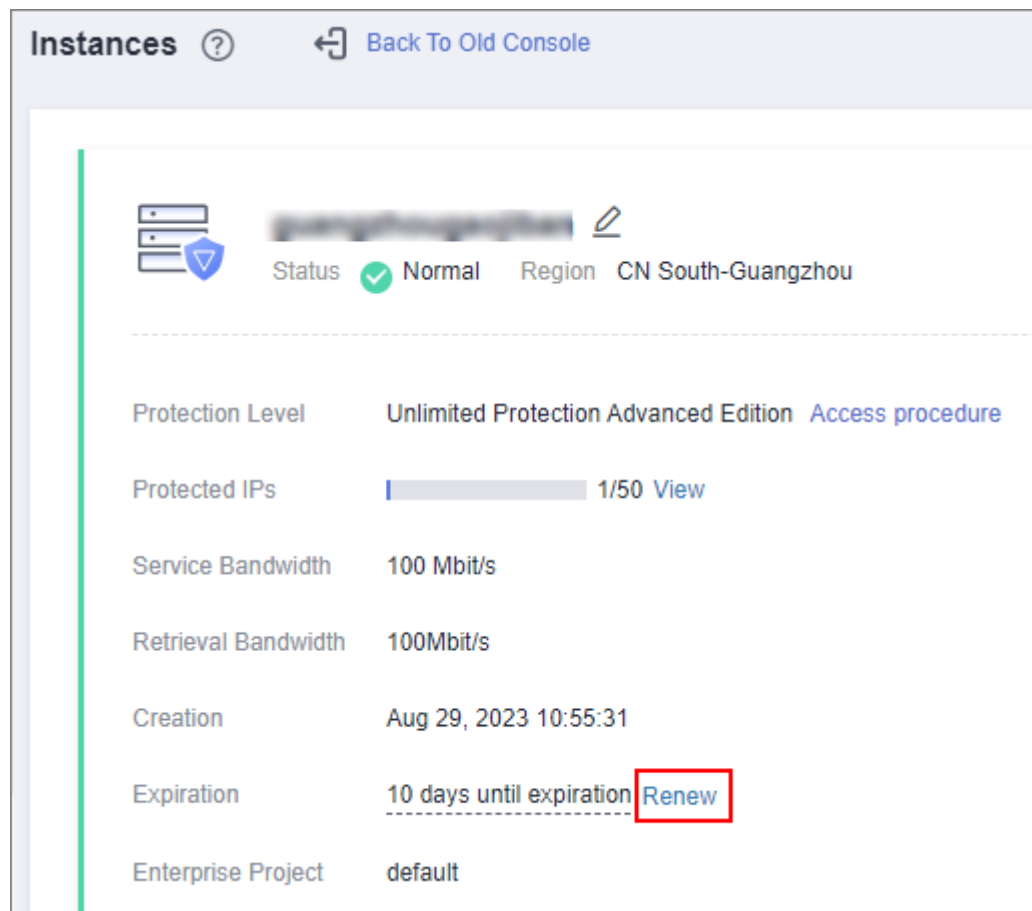 Instances ? Back To Old Console
Status Normal Region CN South-Guangzhou
Protection Level Unlimited Protection Advanced Edition Access procedure
Protected IPs 1/50 View
Service Bandwidth 100 Mbit/s
Retrieval Bandwidth 100Mbit/s
Creation Aug 29, 2023 10:55:31
Expiration 10 days until expiration Renew
Enterprise Project default